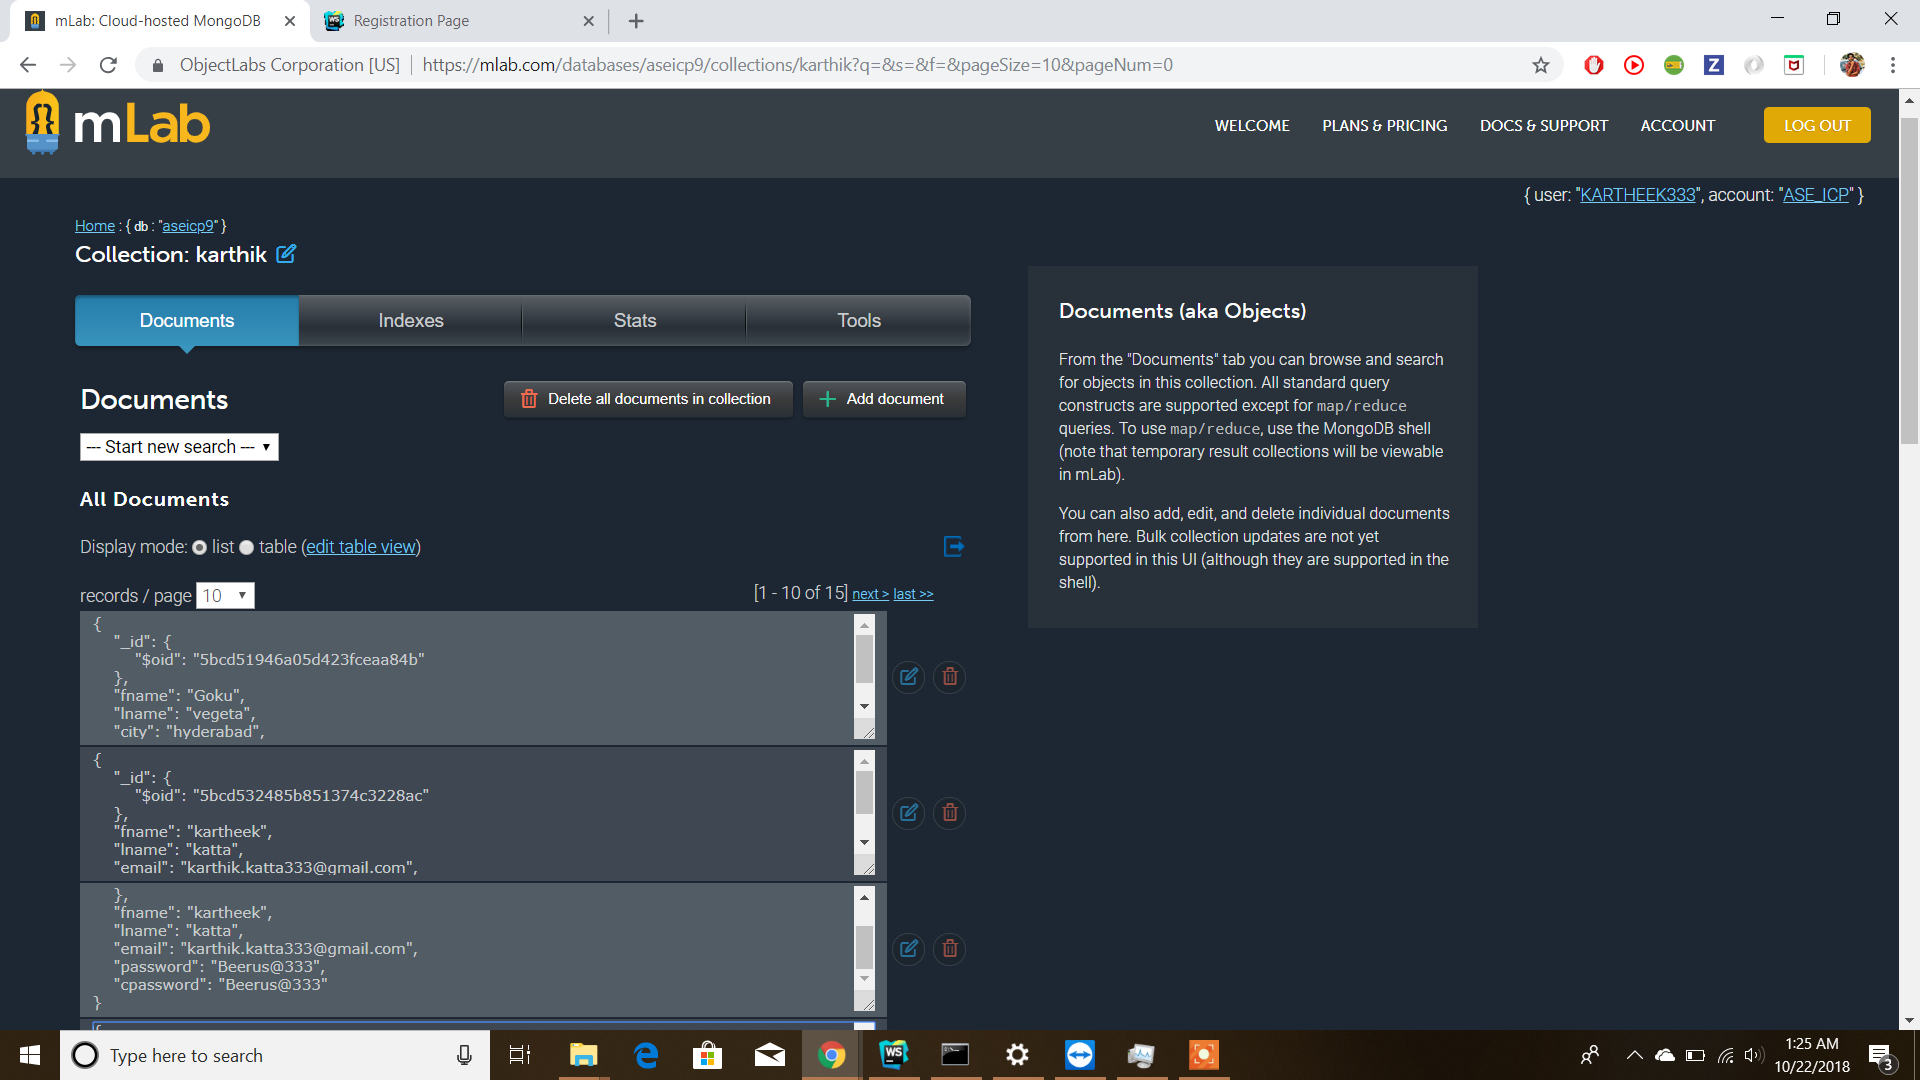 mLab: Cloud-hosted MongoDB
Registration Page
ObjectLabs Corporation [US]
https://mlab.com/databases/aseicp9/collections/karthik?q=&s=&f=&pageSize=10&pageNum=0
mLab
WELCOME
PLANS & PRICING
DOCS & SUPPORT
ACCOUNT
LOG OUT
{ user: "KARTHEEK333", account: "ASE_ICP" }
Home : { db : "aseicp9" }
Collection: karthik
Documents
Indexes
Stats
Tools
Documents
Delete all documents in collection
Add document
--- Start new search ---
All Documents
Display mode: list table (edit table view)
records / page 10
[1 - 10 of 15] next > last >>
{
"_id": {
"$oid": "5bcd51946a05d423fceaa84b"
},
"fname": "Goku",
"lname": "vegeta",
"city": "hyderabad",
{
"_id": {
"$oid": "5bcd532485b851374c3228ac"
},
"fname": "kartheek",
"lname": "katta",
"email": "karthik.katta333@gmail.com",
},
"fname": "kartheek",
"lname": "katta",
"email": "karthik.katta333@gmail.com",
"password": "Beerus@333",
"cpassword": "Beerus@333"
}
{
Documents (aka Objects)
From the "Documents" tab you can browse and search
for objects in this collection. All standard query
constructs are supported except for map/reduce
queries. To use map/reduce, use the MongoDB shell
(note that temporary result collections will be viewable
in mLab).
You can also add, edit, and delete individual documents
from here. Bulk collection updates are not yet
supported in this UI (although they are supported in the
shell).
Type here to search
WS
1:25 AM
10/22/2018
3